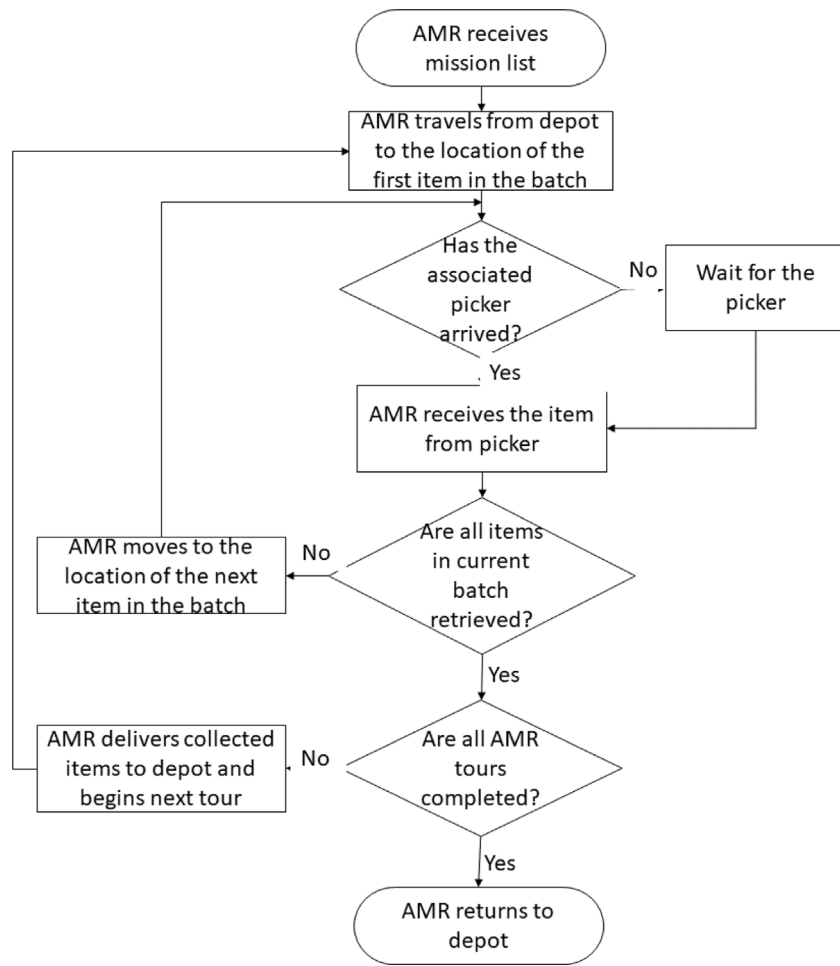 AMR receives
mission list
AMR travels from depot
to the location of the
first item in the batch
Has the
associated
picker
arrived?
No
Wait for the
picker
Yes
AMR receives the item
from picker
Are all items
in current
batch
retrieved?
No
AMR moves to the
location of the next
item in the batch
Yes
Are all AMR
tours
completed?
No
AMR delivers collected
items to depot and
begins next tour
Yes
AMR returns to
depot